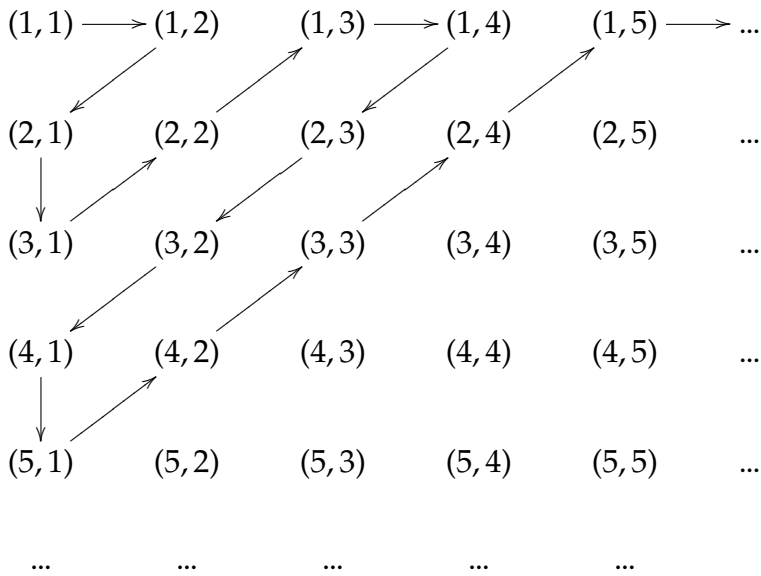 (1, 1) (1, 2) (1, 3) (1, 4) (1, 5) ...
(2, 1) (2, 2) (2, 3) (2, 4) (2, 5) ...
(3, 1) (3, 2) (3, 3) (3, 4) (3, 5) ...
(4, 1) (4, 2) (4, 3) (4, 4) (4, 5) ...
(5, 1) (5, 2) (5, 3) (5, 4) (5, 5) ...
... ... ... ... ...